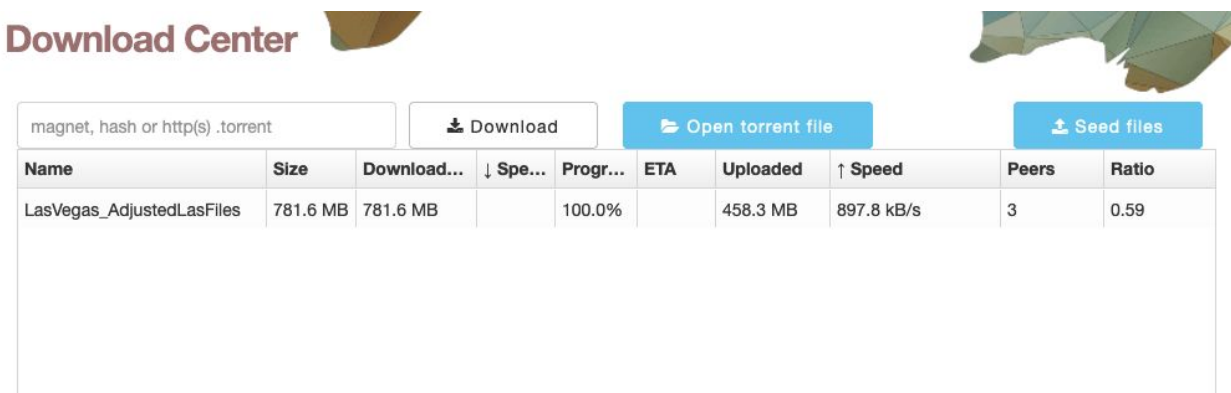 Download Center
magnet, hash or http(s) .torrent Download Open torrent file Seed files
Name Size Download... ↓ Spe... Progr... ETA Uploaded ↑ Speed Peers Ratio
LasVegas_AdjustedLasFiles 781.6 MB 781.6 MB 100.0% 458.3 MB 897.8 kB/s 3 0.59